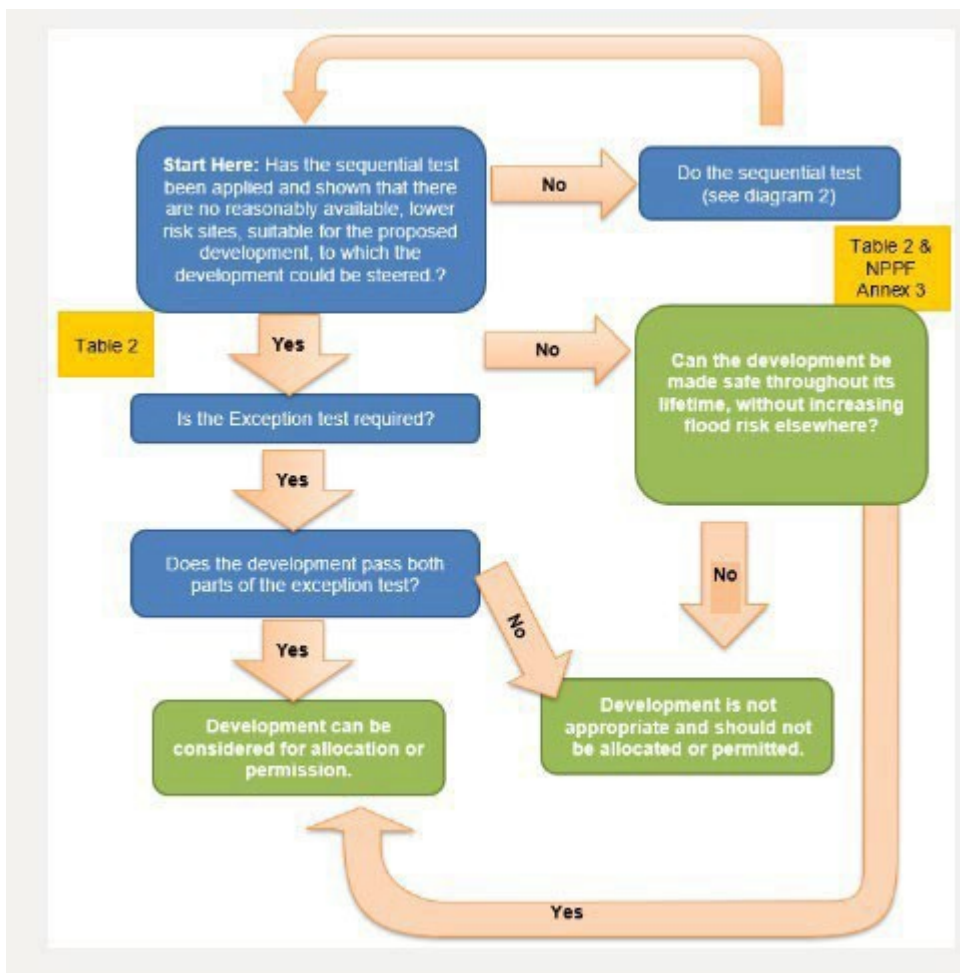 Start Here: Has the sequential test
been applied and shown that there
are no reasonably available, lower
risk sites, suitable for the proposed
development, to which the
development could be steered.?
No
Do the sequential test
(see diagram 2)
Table 2 &
NPPF
Annex 3
Table 2
Yes
No
Can the development be
made safe throughout its
lifetime, without increasing
flood risk elsewhere?
Is the Exception test required?
Yes
Does the development pass both
parts of the exception test?
No
No
Yes
Development can be
considered for allocation or
permission.
Development is not
appropriate and should not
be allocated or permitted.
Yes